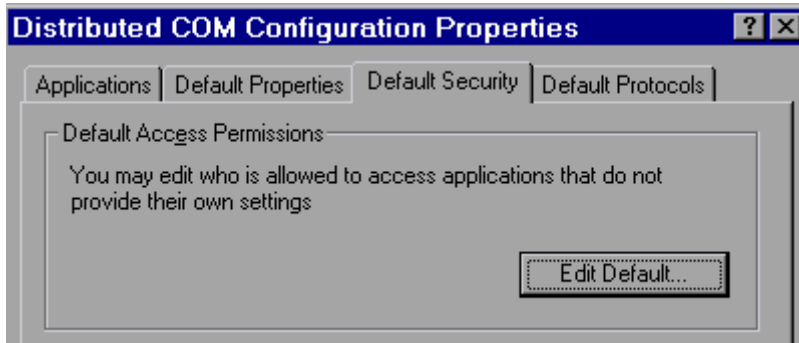 Distributed COM Configuration Properties
Applications Default Properties Default Security Default Protocols
Default Access Permissions
You may edit who is allowed to access applications that do not
provide their own settings
Edit Default...